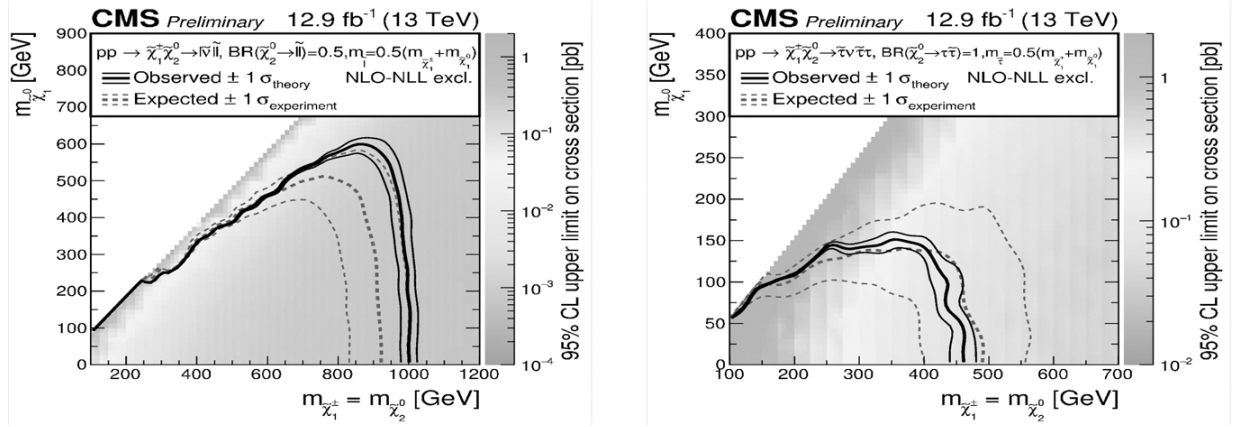 CMS Preliminary 12.9 fb⁻¹ (13 TeV)
pp → χ̃₁±χ̃₂⁰→lν̃ l̃l, BR(χ̃₂⁰→l̃l)=0.5,m_l̃=0.5(m_χ̃₁±+m_χ̃₁⁰)
Observed ± 1 σtheory NLO-NLL excl.
Expected ± 1 σexperiment
m_χ̃₁⁰ [GeV]
900
800
700
600
500
400
300
200
100
0
200 400 600 800 1000 1200
m_χ̃₁± = m_χ̃₂⁰ [GeV]
1
10⁻¹
10⁻²
10⁻³
10⁻⁴
95% CL upper limit on cross section [pb]
CMS Preliminary 12.9 fb⁻¹ (13 TeV)
pp → χ̃₁±χ̃₂⁰→τ̃ντ̃τ, BR(χ̃₂⁰→ττ̃)=1,m_τ̃=0.5(m_χ̃₁±+m_χ̃₁⁰)
Observed ± 1 σtheory NLO-NLL excl.
Expected ± 1 σexperiment
m_χ̃₁⁰ [GeV]
400
350
300
250
200
150
100
50
0
100 200 300 400 500 600 700
m_χ̃₁± = m_χ̃₂⁰ [GeV]
1
10⁻¹
10⁻²
95% CL upper limit on cross section [pb]